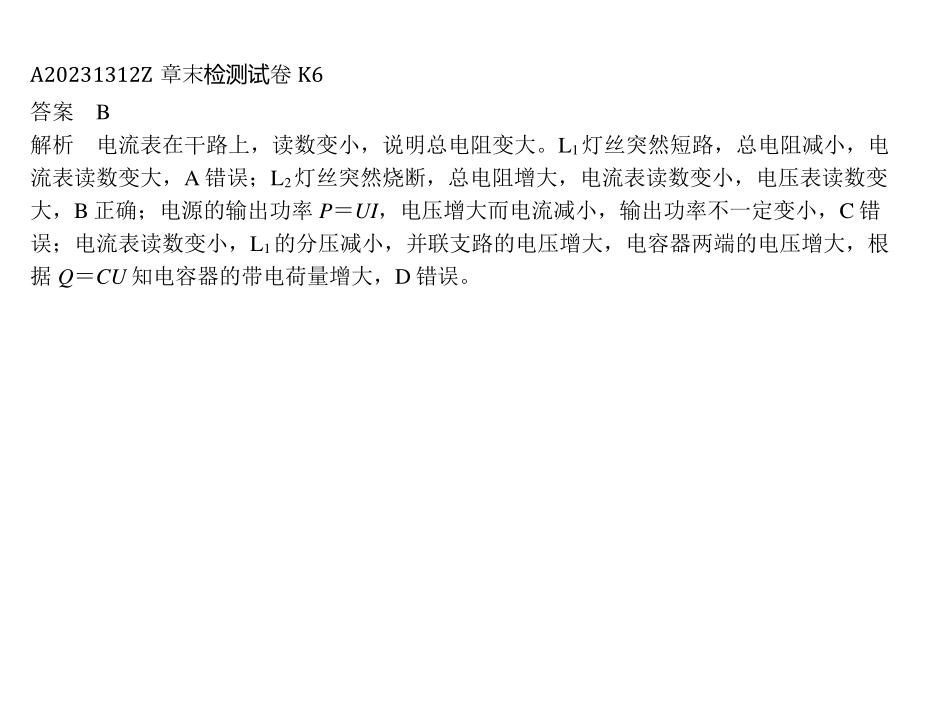 A20231312Z 章末检测试卷 K6
答案　B
解析　电流表在干路上，读数变小，说明总电阻变大。L₁灯丝突然短路，总电阻减小，电
流表读数变大，A 错误；L₂灯丝突然烧断，总电阻增大，电流表读数变小，电压表读数变
大，B 正确；电源的输出功率 P＝UI，电压增大而电流减小，输出功率不一定变小，C 错
误；电流表读数变小，L₁的分压减小，并联支路的电压增大，电容器两端的电压增大，根
据 Q＝CU 知电容器的带电荷量增大，D 错误。